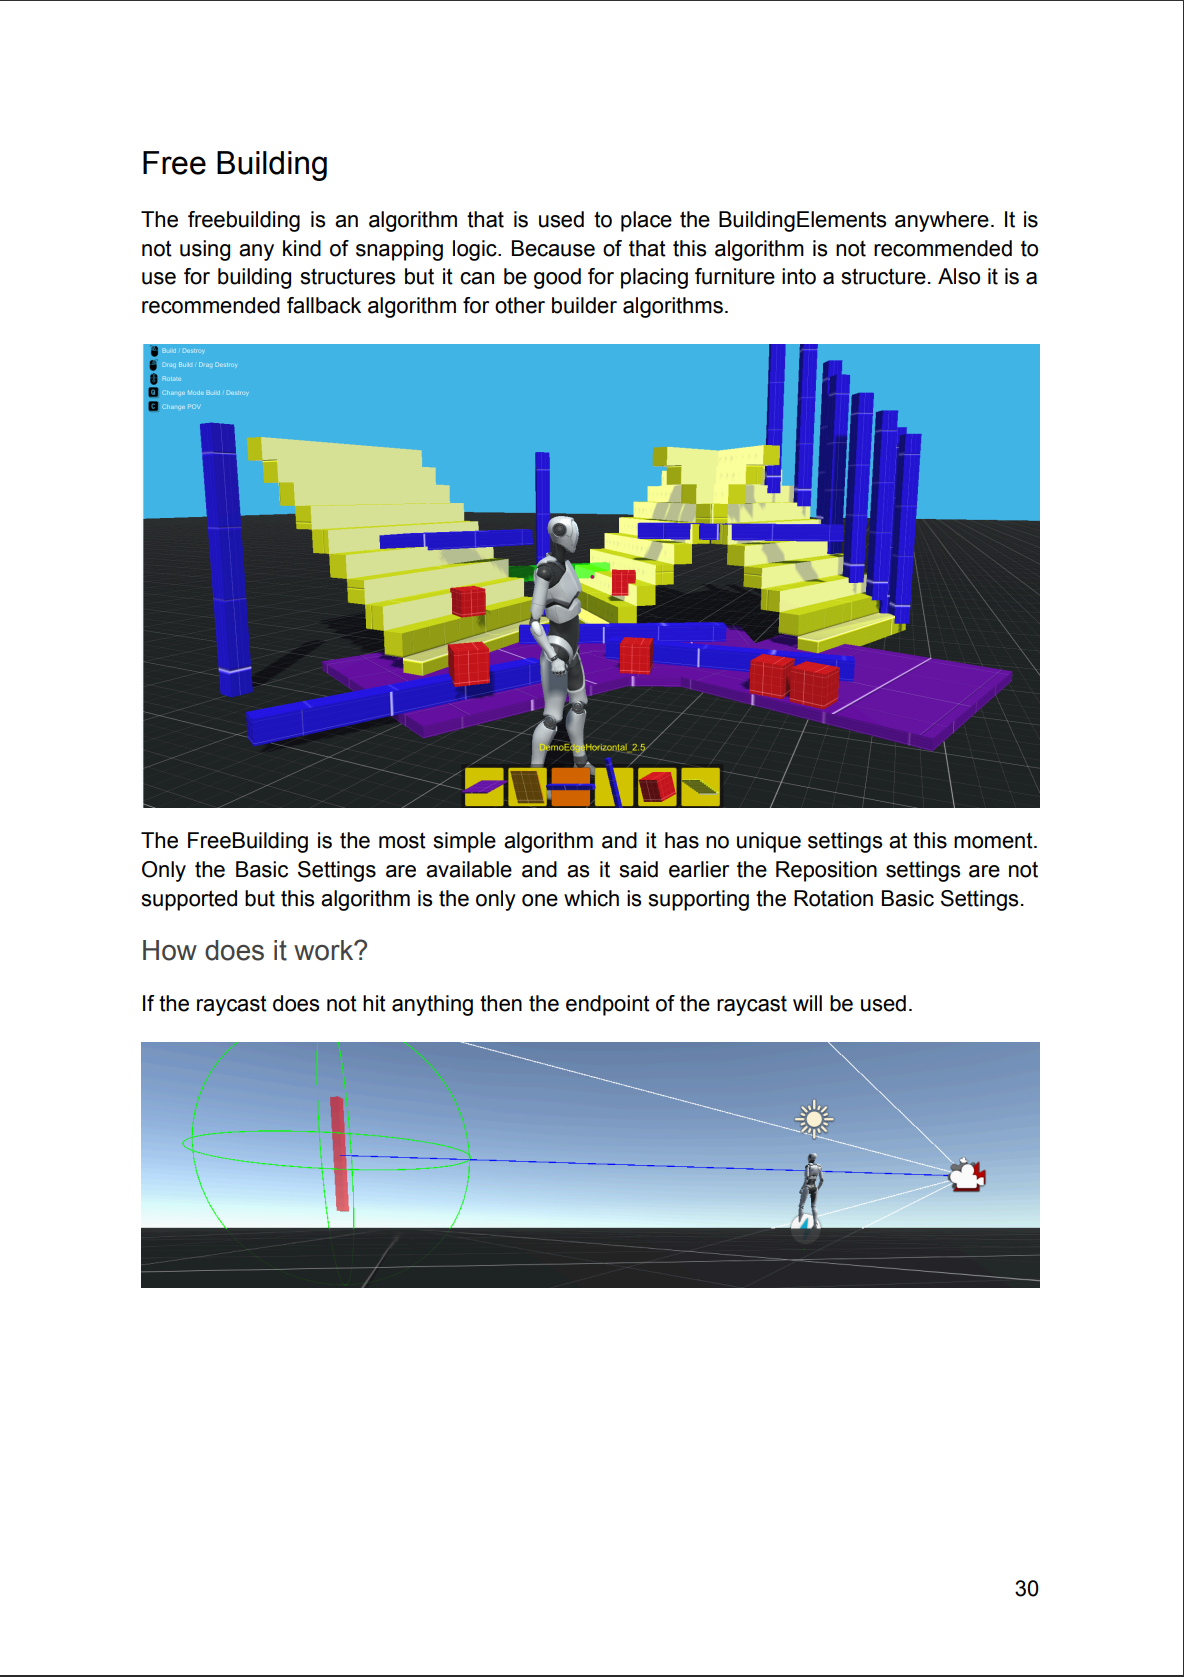 Free Building
The freebuilding is an algorithm that is used to place the BuildingElements anywhere. It is
not using any kind of snapping logic. Because of that this algorithm is not recommended to
use for building structures but it can be good for placing furniture into a structure. Also it is a
recommended fallback algorithm for other builder algorithms.
Build / Destroy
Drag Build / Drag Destroy
Rotate
Q Change Mode Build / Destroy
C Change POV
DemoEdgeHorizontal_2.5
The FreeBuilding is the most simple algorithm and it has no unique settings at this moment.
Only the Basic Settings are available and as it said earlier the Reposition settings are not
supported but this algorithm is the only one which is supporting the Rotation Basic Settings.
How does it work?
If the raycast does not hit anything then the endpoint of the raycast will be used.
30